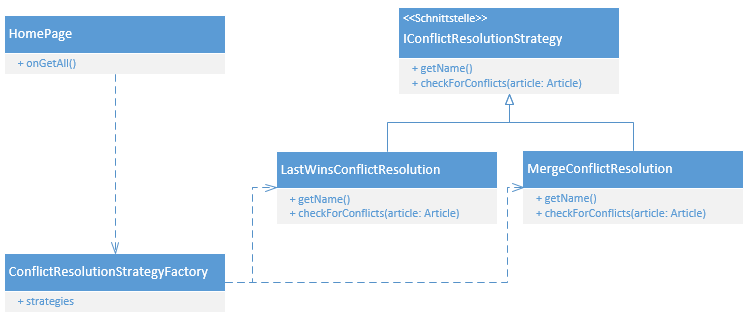 HomePage
+ onGetAll()
<<Schnittstelle>>
IConflictResolutionStrategy
+ getName()
+ checkForConflicts(article: Article)
LastWinsConflictResolution
+ getName()
+ checkForConflicts(article: Article)
MergeConflictResolution
+ getName()
+ checkForConflicts(article: Article)
ConflictResolutionStrategyFactory
+ strategies